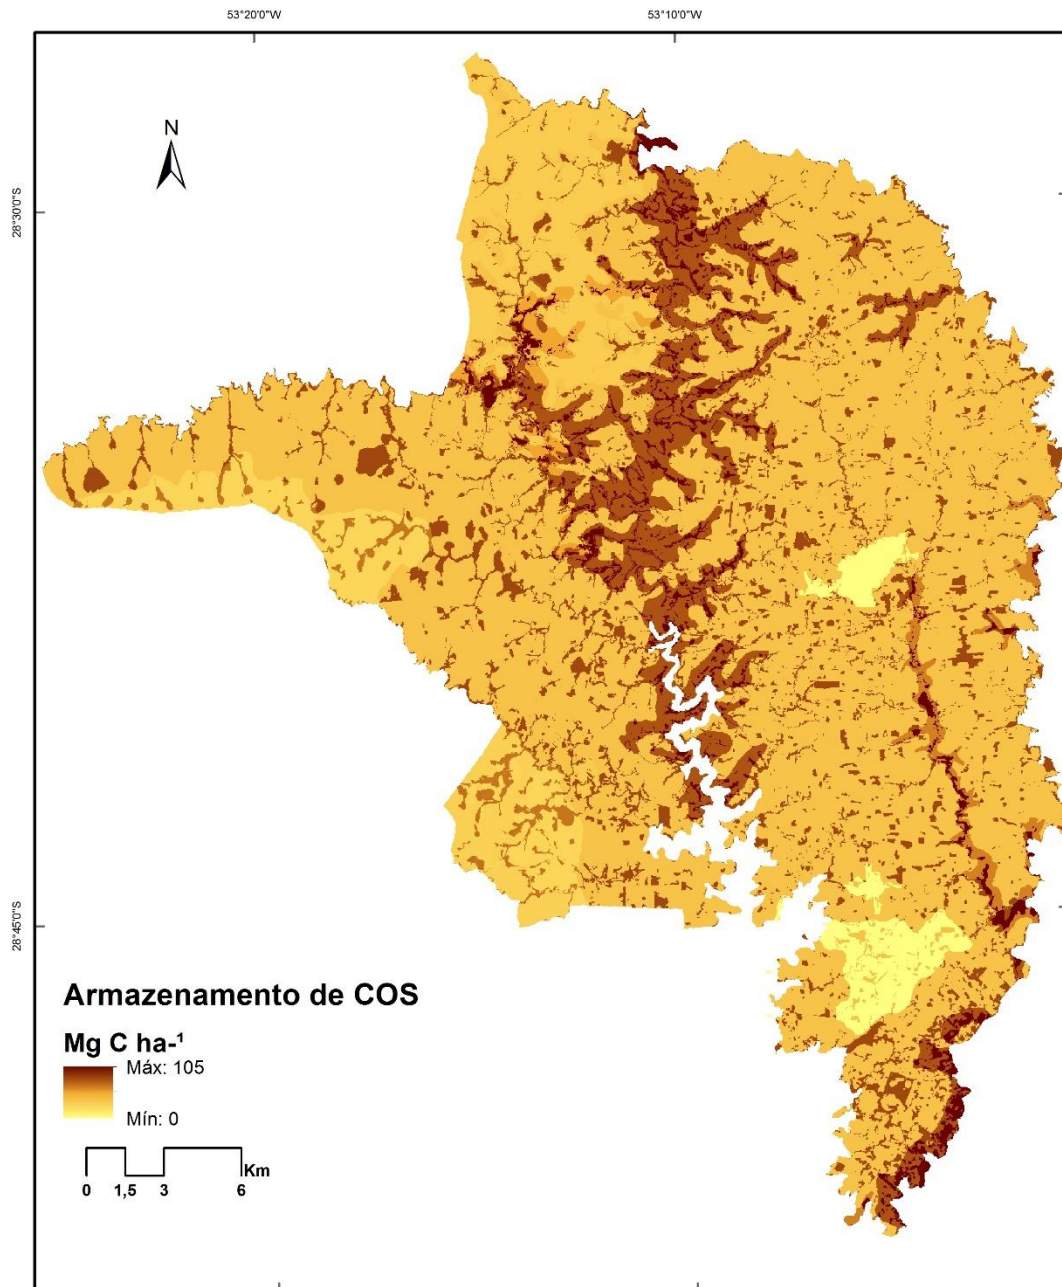 53°20'0"W
53°10'0"W
N
28°30'0"S
28°45'0"S
Armazenamento de COS
Mg C ha-¹
Máx: 105
Mín: 0
Km
0 1,5 3 6